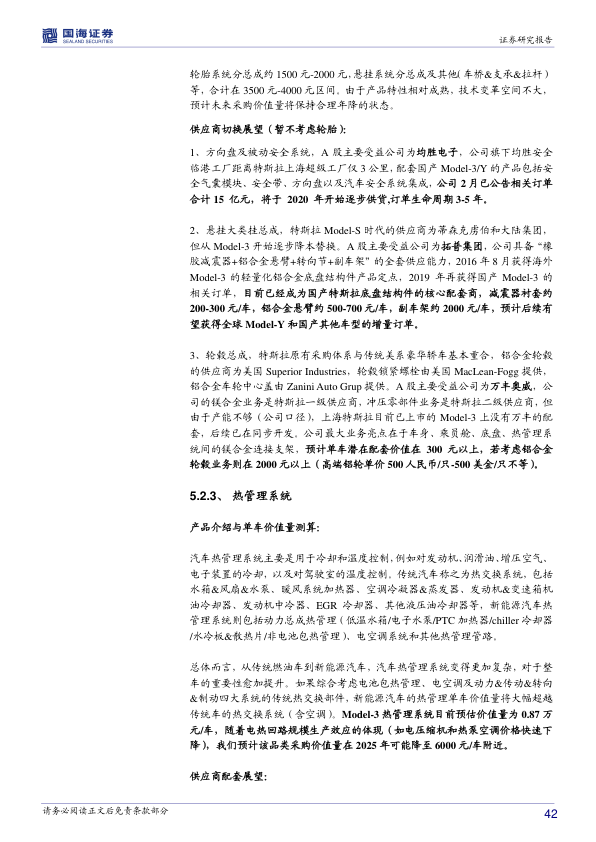 国海证券
SEALAND SECURITIES
证券研究报告
轮胎系统分总成约 1500 元-2000 元，悬挂系统分总成及其他（车桥&支承&拉杆）
等，合计在 3500 元-4000 元区间。由于产品特性相对成熟，技术变革空间不大，
预计未来采购价值量将保持合理年降的状态。
供应商切换展望（暂不考虑轮胎）：
1、方向盘及被动安全系统，A 股主要受益公司为均胜电子，公司旗下均胜安全
临港工厂距离特斯拉上海超级工厂仅 3 公里，配套国产 Model-3/Y 的产品包括安
全气囊模块、安全带、方向盘以及汽车安全系统集成，公司 2 月已公告相关订单
合计 15 亿元，将于 2020 年开始逐步供货,订单生命周期 3-5 年。
2、悬挂大类挂总成，特斯拉 Model-S 时代的供应商为蒂森克虏伯和大陆集团，
但从 Model-3 开始逐步降本替换。A 股主要受益公司为拓普集团，公司具备“橡
胶减震器+铝合金悬臂+转向节+副车架”的全套供应能力，2016 年 8 月获得海外
Model-3 的轻量化铝合金底盘结构件产品定点，2019 年再获得国产 Model-3 的
相关订单，目前已经成为国产特斯拉底盘结构件的核心配套商，减震器衬套约
200-300 元/车，铝合金悬臂约 500-700 元/车，副车架约 2000 元/车，预计后续有
望获得全球 Model-Y 和国产其他车型的增量订单。
3、轮毂总成，特斯拉原有采购体系与传统美系豪华轿车基本重合，铝合金轮毂
的供应商为美国 Superior Industries，轮毂锁紧螺栓由美国 MacLean-Fogg 提供，
铝合金车轮中心盖由 Zanini Auto Grup 提供。A 股主要受益公司为万丰奥威，公
司的镁合金业务是特斯拉一级供应商、冲压零部件业务是特斯拉二级供应商，但
由于产能不够（公司口径），上海特斯拉目前已上市的 Model-3 上没有万丰的配
套，后续已在同步开发。公司最大业务亮点在于车身、乘员舱、底盘、热管理系
统间的镁合金连接支架，预计单车潜在配套价值在 300 元以上，若考虑铝合金
轮毂业务则在 2000 元以上（高端铝轮单价 500 人民币/只-500 美金/只不等）。
5.2.3、 热管理系统
产品介绍与单车价值量测算：
汽车热管理系统主要是用于冷却和温度控制,例如对发动机、润滑油、增压空气、
电子装置的冷却，以及对驾驶室的温度控制。传统汽车称之为热交换系统，包括
水箱&风扇&水泵、暖风系统加热器、空调冷凝器&蒸发器、发动机&变速箱机
油冷却器、发动机中冷器、EGR 冷却器、其他液压油冷却器等，新能源汽车热
管理系统则包括动力总成热管理（低温水箱/电子水泵/PTC 加热器/chiller 冷却器
/水冷板&散热片/非电池包热管理）、电空调系统和其他热管理管路。
总体而言，从传统燃油车到新能源汽车，汽车热管理系统变得更加复杂，对于整
车的重要性愈加提升。如果综合考虑电池包热管理、电空调及动力&传动&转向
&制动四大系统的传统热交换部件，新能源汽车的热管理单车价值量将大幅超越
传统车的热交换系统（含空调）。Model-3 热管理系统目前预估价值量为 0.87 万
元/车，随着电热回路规模生产效应的体现（如电压缩机和热泵空调价格快速下
降），我们预计该品类采购价值量在 2025 年可能降至 6000 元/车附近。
供应商配套展望：
请务必阅读正文后免责条款部分
42